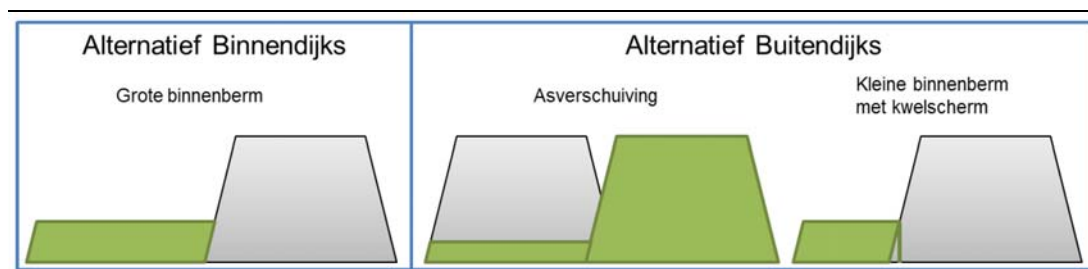 Alternatief Binnendijks
Grote binnenberm
Alternatief Buitendijks
Asverschuiving
Kleine binnenberm
met kwelscherm